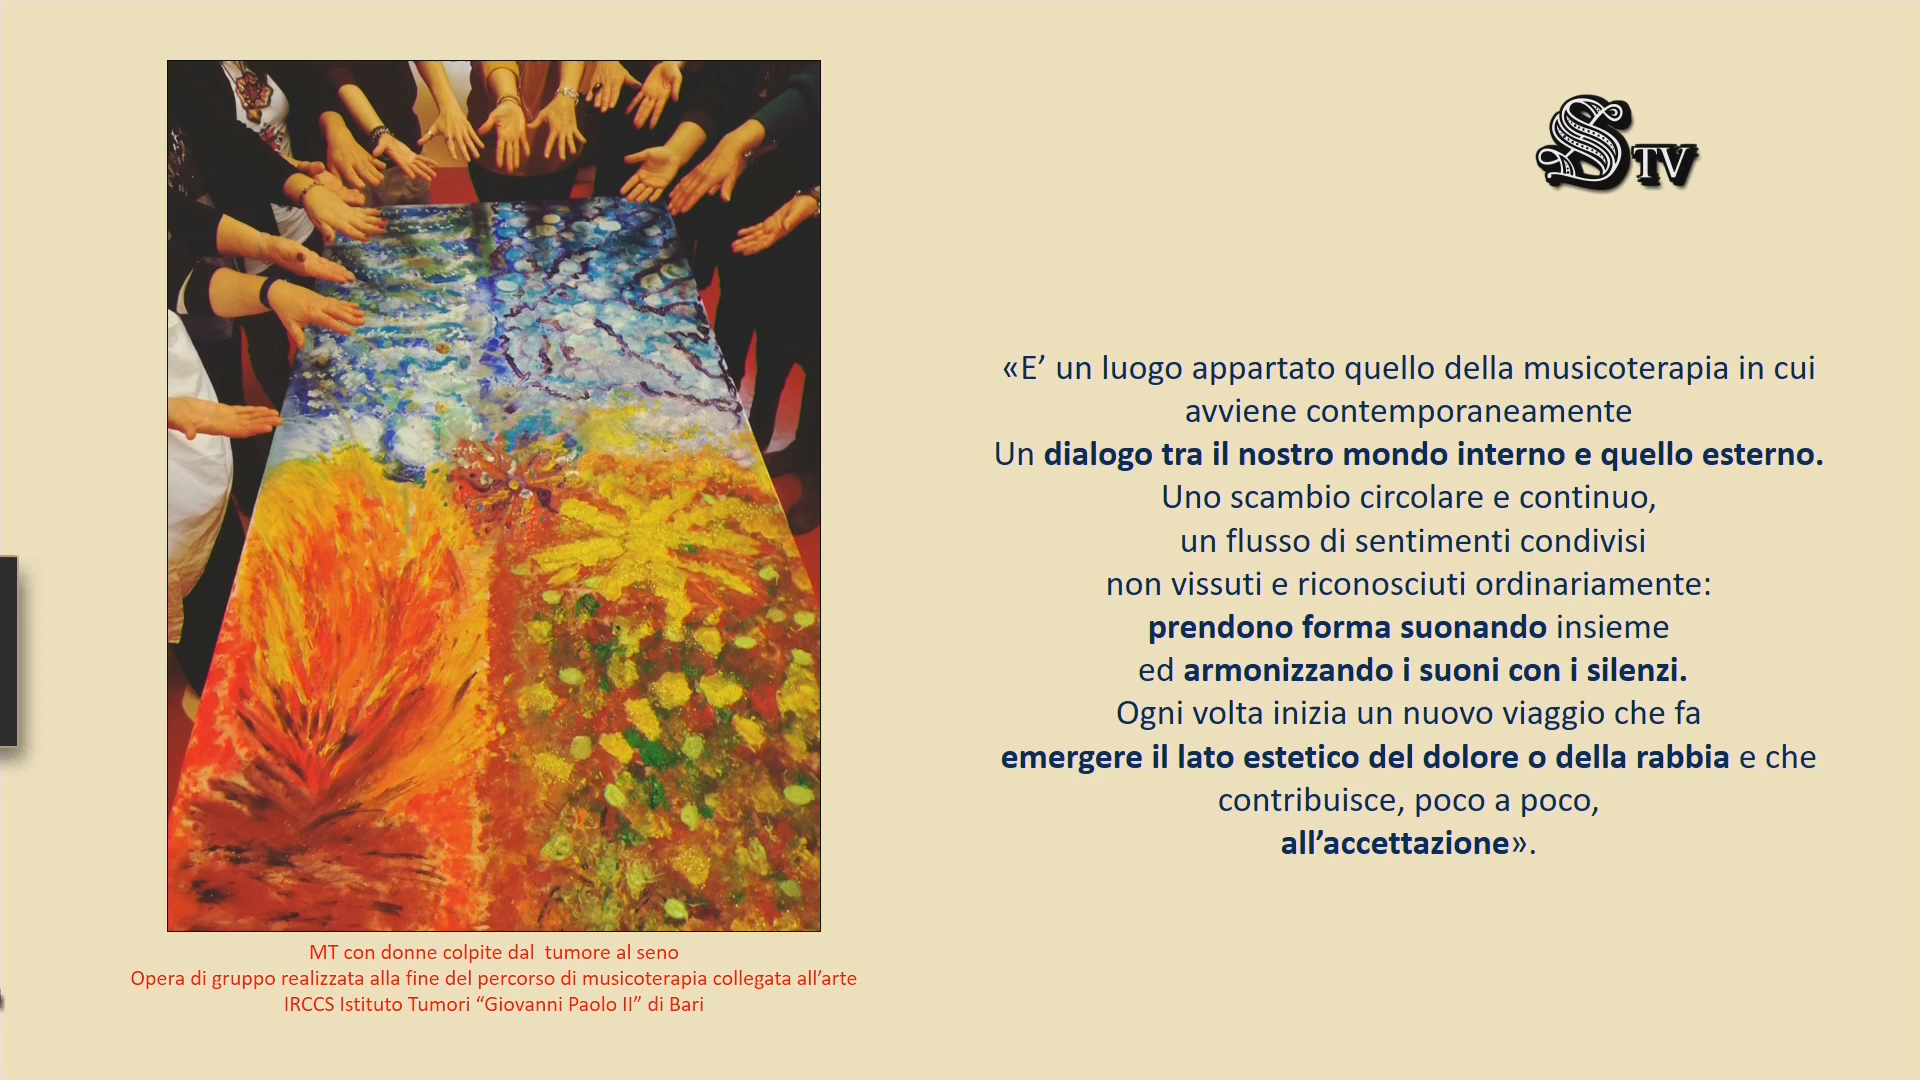 STV
«E’ un luogo appartato quello della musicoterapia in cui
avviene contemporaneamente
Un dialogo tra il nostro mondo interno e quello esterno.
Uno scambio circolare e continuo,
un flusso di sentimenti condivisi
non vissuti e riconosciuti ordinariamente:
prendono forma suonando insieme
ed armonizzando i suoni con i silenzi.
Ogni volta inizia un nuovo viaggio che fa
emergere il lato estetico del dolore o della rabbia e che
contribuisce, poco a poco,
all’accettazione».
MT con donne colpite dal  tumore al seno
Opera di gruppo realizzata alla fine del percorso di musicoterapia collegata all’arte
IRCCS Istituto Tumori “Giovanni Paolo II” di Bari